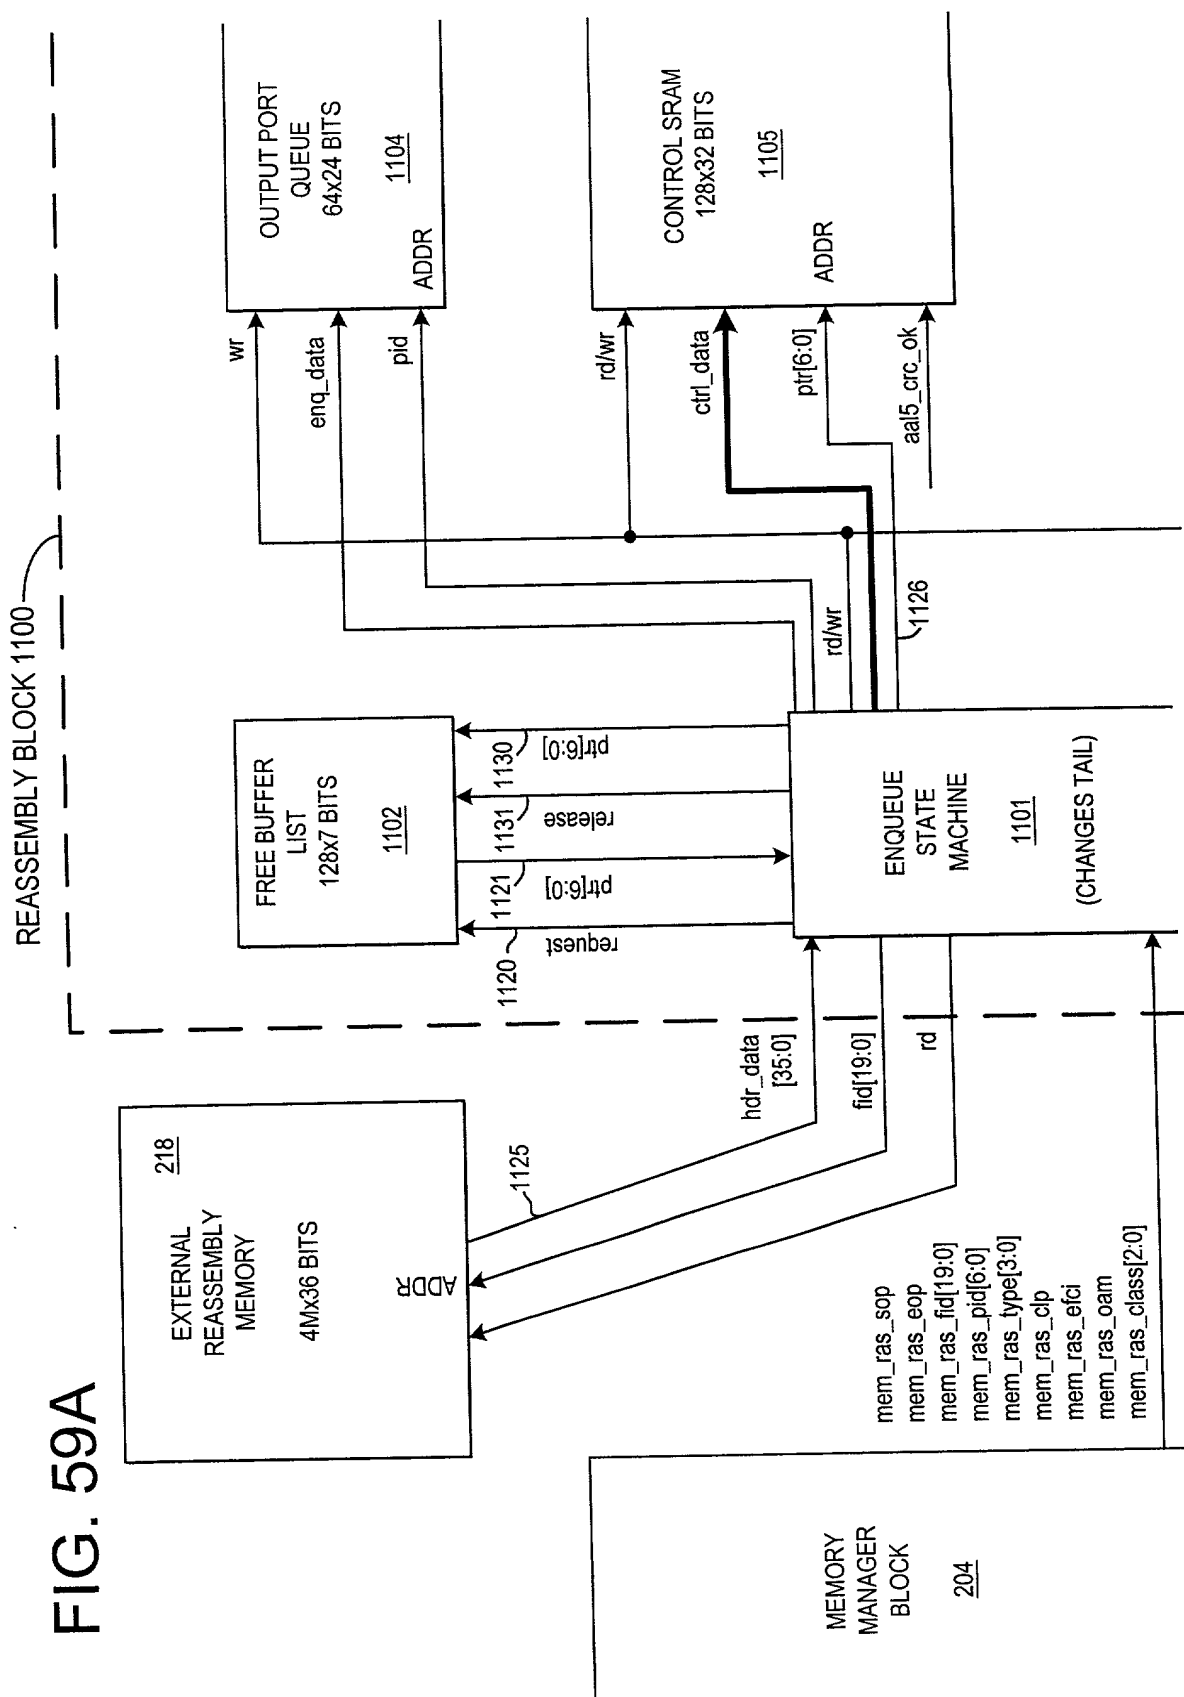 FIG. 59A
REASSEMBLY BLOCK 1100
218
EXTERNAL
REASSEMBLY
MEMORY
4Mx36 BITS
ADDR
1125
hdr_data
[35:0]
fid[19:0]
rd
FREE BUFFER
LIST
128x7 BITS
1102
1120
request
1121
ptr[6:0]
1131
release
1130
ptr[6:0]
OUTPUT PORT
QUEUE
64x24 BITS
1104
ADDR
wr
enq_data
pid
CONTROL SRAM
128x32 BITS
1105
ADDR
rd/wr
ctrl_data
ptr[6:0]
aal5_crc_ok
rd/wr
1126
ENQUEUE
STATE
MACHINE
1101
(CHANGES TAIL)
MEMORY
MANAGER
BLOCK
204
mem_ras_sop
mem_ras_eop
mem_ras_fid[19:0]
mem_ras_pid[6:0]
mem_ras_type[3:0]
mem_ras_clp
mem_ras_efci
mem_ras_oam
mem_ras_class[2:0]